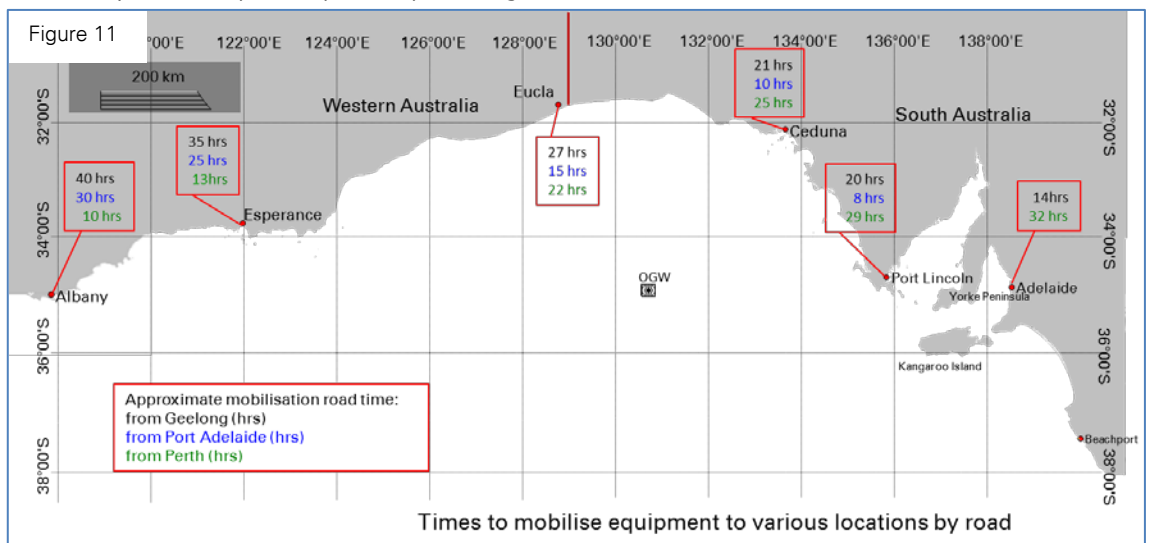 Figure 11
00°00'E 122°00'E 124°00'E 126°00'E 128°00'E 130°00'E 132°00'E 134°00'E 136°00'E 138°00'E
200 km
Western Australia
Eucla
South Australia
21 hrs
10 hrs
25 hrs
Ceduna
32°00'S
32°00'S
35 hrs
25 hrs
13hrs
Esperance
27 hrs
15 hrs
22 hrs
40 hrs
30 hrs
10 hrs
Albany
20 hrs
8 hrs
29 hrs
Port Lincoln
14hrs
32 hrs
Adelaide
Yorke Peninsula
34°00'S
34°00'S
OGW
Kangaroo Island
36°00'S
36°00'S
Approximate mobilisation road time:
from Geelong (hrs)
from Port Adelaide (hrs)
from Perth (hrs)
Beachport
38°00'S
38°00'S
Times to mobilise equipment to various locations by road